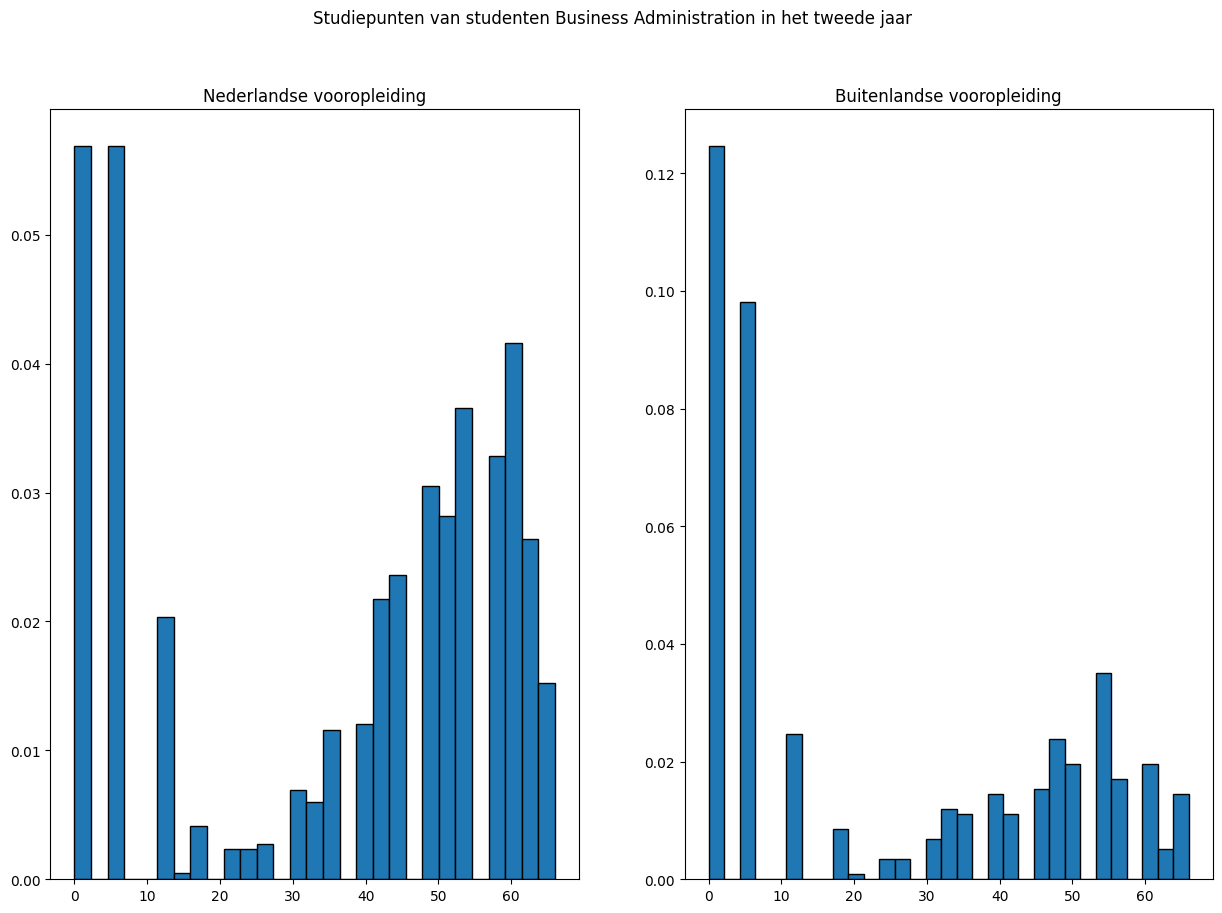 Studiepunten van studenten Business Administration in het tweede jaar
Nederlandse vooropleiding
0.05
0.04
0.03
0.02
0.01
0.00
0 10 20 30 40 50 60
Buitenlandse vooropleiding
0.12
0.10
0.08
0.06
0.04
0.02
0.00
0 10 20 30 40 50 60